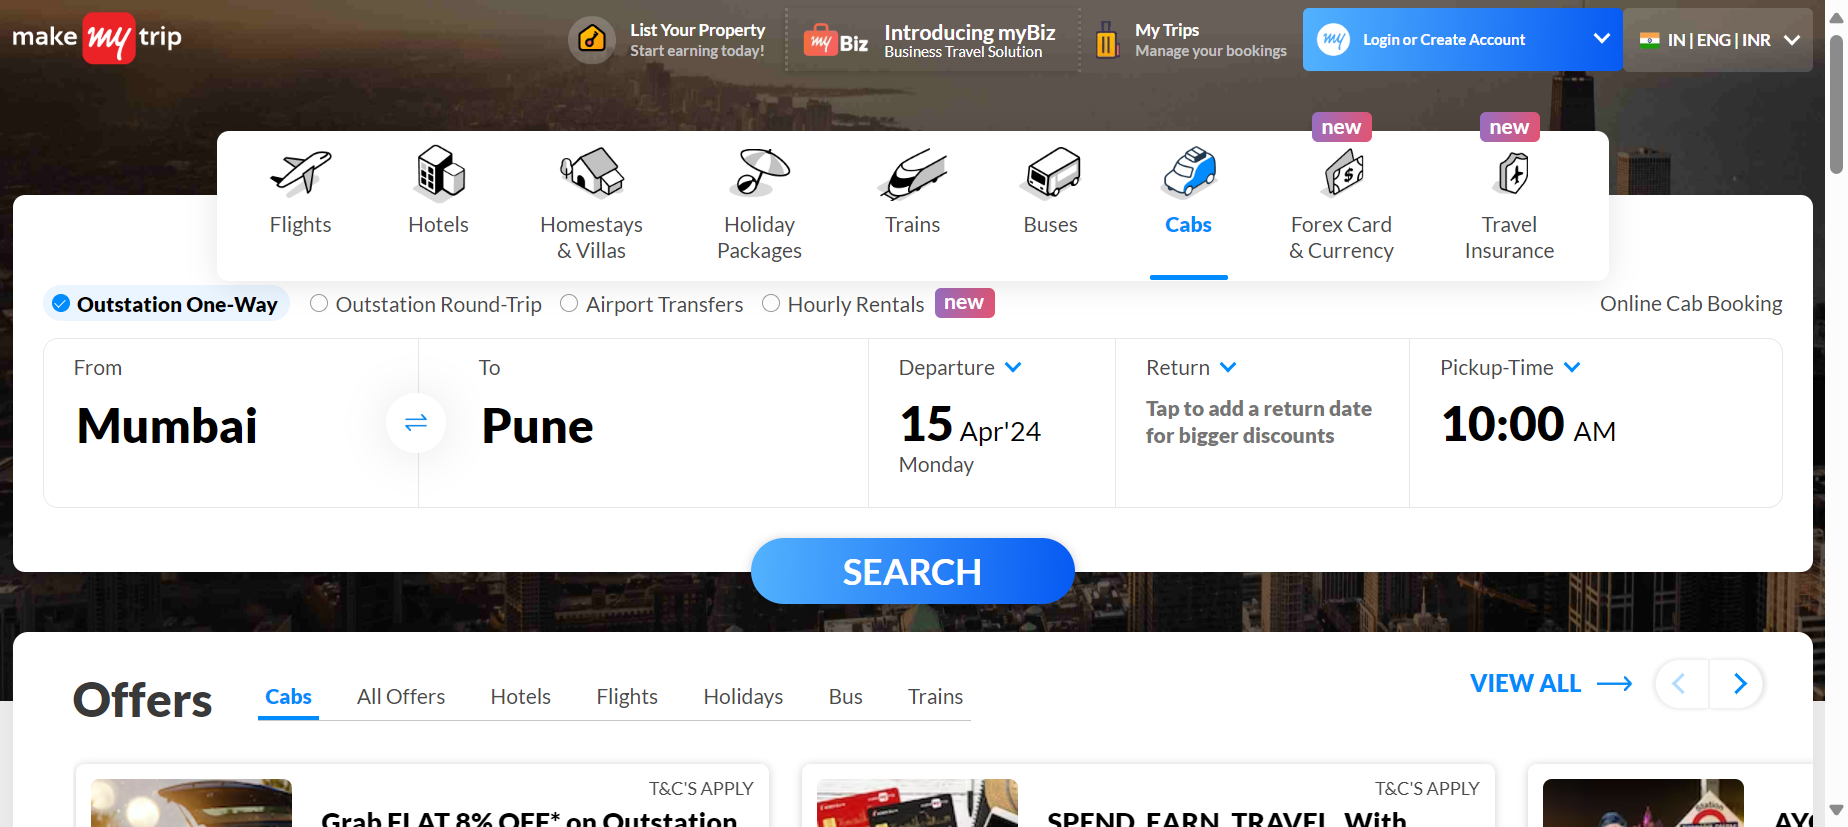 make my trip
List Your Property
Start earning today!
my Biz
Introducing myBiz
Business Travel Solution
My Trips
Manage your bookings
my Login or Create Account
IN | ENG | INR
new
new
Flights
Hotels
Homestays
& Villas
Holiday
Packages
Trains
Buses
Cabs
Forex Card
& Currency
Travel
Insurance
Outstation One-Way
Outstation Round-Trip
Airport Transfers
Hourly Rentals
new
Online Cab Booking
From
Mumbai
To
Pune
Departure
15 Apr'24
Monday
Return
Tap to add a return date
for bigger discounts
Pickup-Time
10:00 AM
SEARCH
Offers
Cabs
All Offers
Hotels
Flights
Holidays
Bus
Trains
VIEW ALL
T&C'S APPLY
Grab FLAT 8% OFF* on Outstation
T&C'S APPLY
SPEND, EARN, TRAVEL With
Station